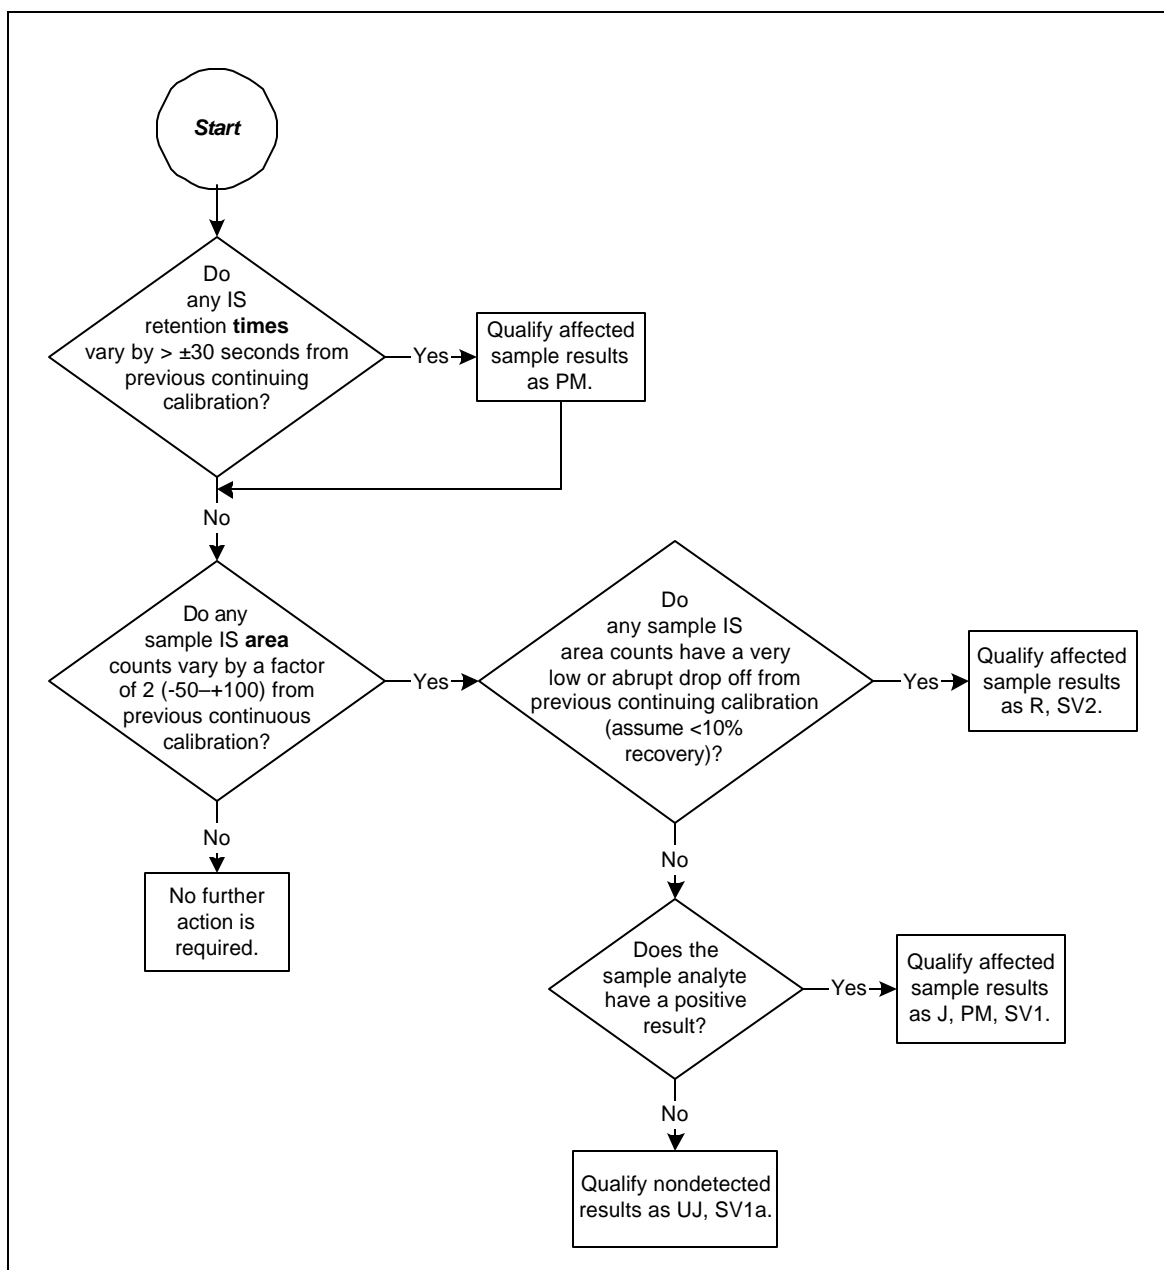 Start
Do
any IS
retention times
vary by > ±30 seconds from
previous continuing
calibration?
Yes
Qualify affected
sample results
as PM.
No
Do any
sample IS area
counts vary by a factor
of 2 (-50–+100) from
previous continuous
calibration?
Yes
Do
any sample IS
area counts have a very
low or abrupt drop off from
previous continuing calibration
(assume <10%
recovery)?
Yes
Qualify affected
sample results
as R, SV2.
No
No further
action is
required.
No
Does the
sample analyte
have a positive
result?
Yes
Qualify affected
sample results
as J, PM, SV1.
No
Qualify nondetected
results as UJ, SV1a.